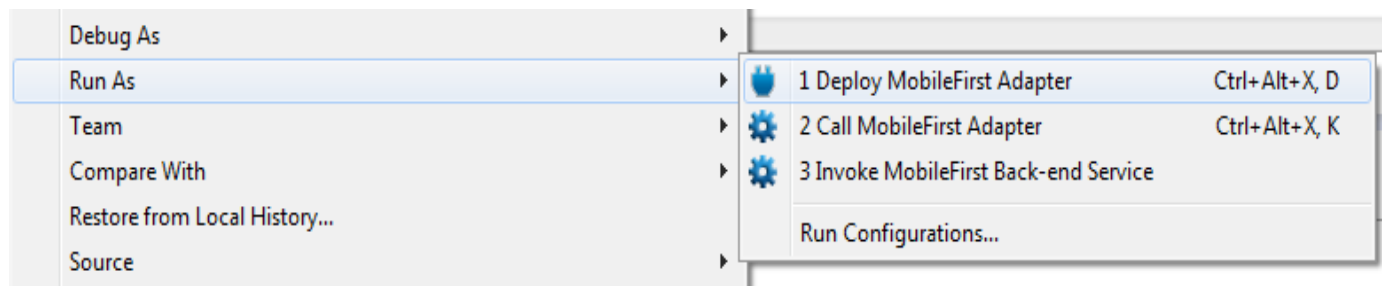 Debug As
Run As
Team
Compare With
Restore from Local History...
Source
1 Deploy MobileFirst Adapter Ctrl+Alt+X, D
2 Call MobileFirst Adapter Ctrl+Alt+X, K
3 Invoke MobileFirst Back-end Service
Run Configurations...